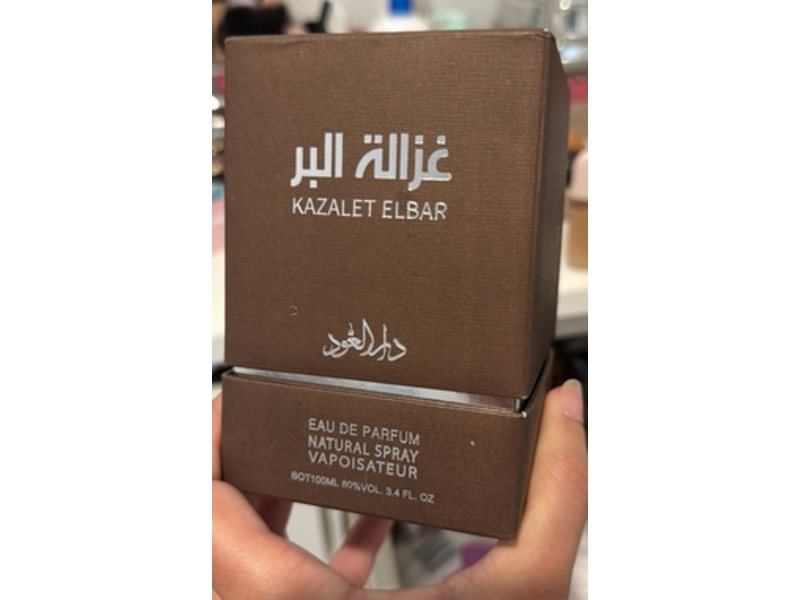 غزالة البر
KAZALET ELBAR
دار العود
EAU DE PARFUM
NATURAL SPRAY
VAPOISATEUR
BOT100ML 80%VOL. 3.4 FL. OZ